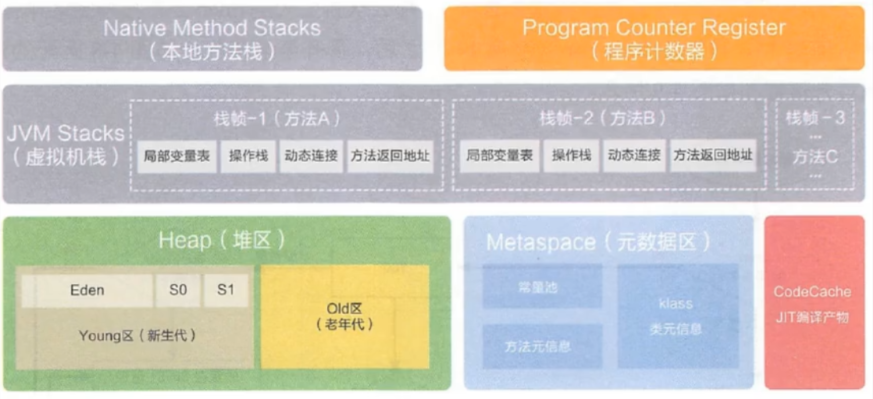 Native Method Stacks
（本地方法栈）
Program Counter Register
（程序计数器）
JVM Stacks
（虚拟机栈）
栈帧-1（方法A）
局部变量表
操作栈
动态连接
方法返回地址
栈帧-2（方法B）
局部变量表
操作栈
动态连接
方法返回地址
栈帧-3
...
方法C
...
Heap（堆区）
Eden
S0
S1
Young区（新生代）
Old区
（老年代）
Metaspace（元数据区）
常量池
方法元信息
klass
类元信息
CodeCache
JIT编译产物